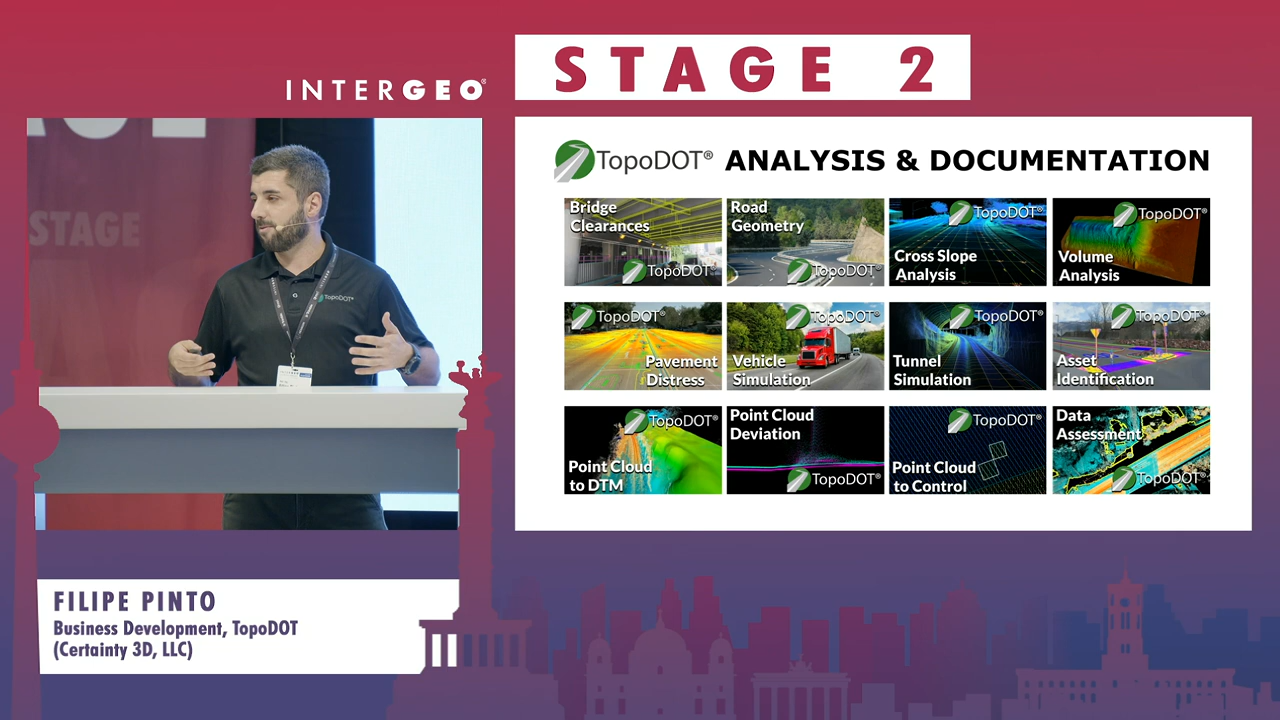 INTERGEO®
STAGE 2
STAGE
TopoDOT®
TopoDOT® ANALYSIS & DOCUMENTATION
Bridge
Clearances
TopoDOT®
Road
Geometry
TopoDOT®
TopoDOT®
Cross Slope
Analysis
TopoDOT®
Volume
Analysis
TopoDOT®
Pavement
Distress
TopoDOT®
Vehicle
Simulation
TopoDOT®
Tunnel
Simulation
TopoDOT®
Asset
Identification
TopoDOT®
Point Cloud
to DTM
Point Cloud
Deviation
TopoDOT®
TopoDOT®
Point Cloud
to Control
Data
Assessment
TopoDOT®
FILIPE PINTO
Business Development, TopoDOT
(Certainty 3D, LLC)